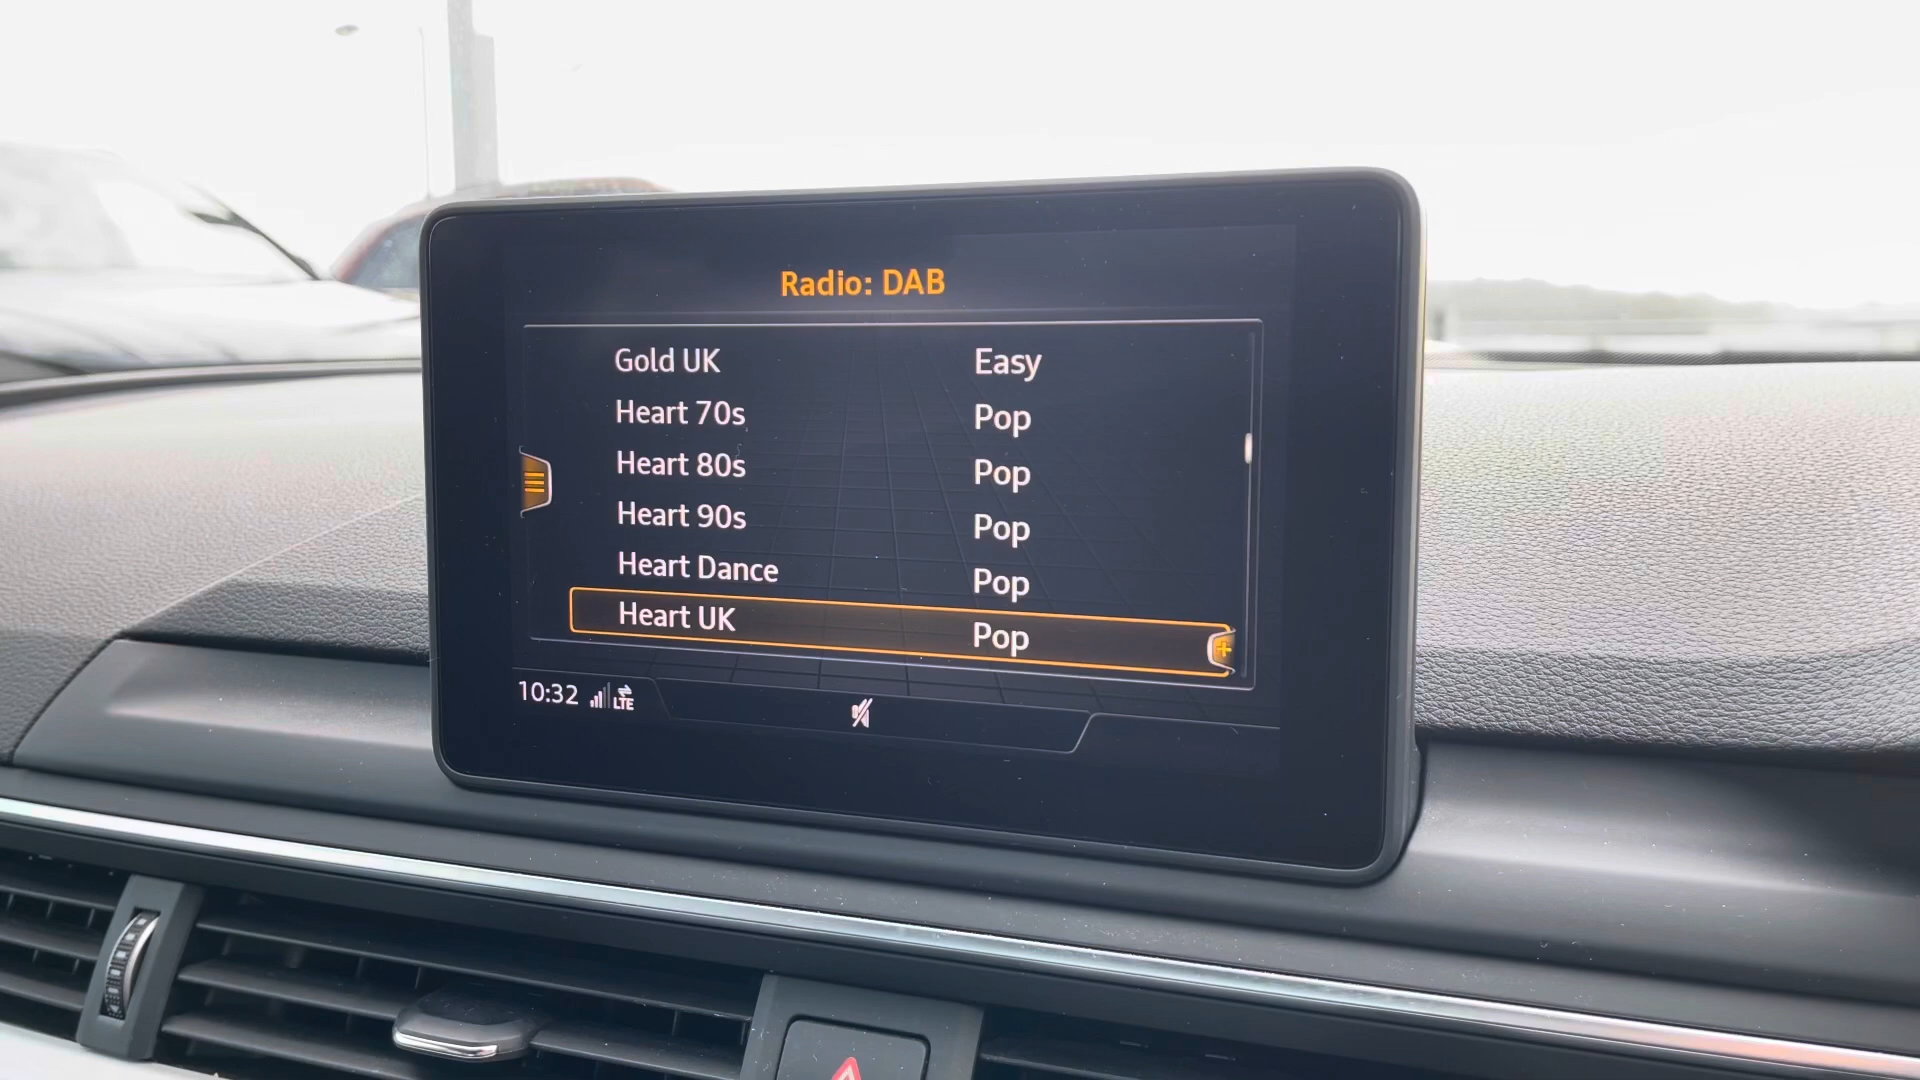 Radio: DAB
Gold UK Easy
Heart 70s Pop
Heart 80s Pop
Heart 90s Pop
Heart Dance Pop
Heart UK Pop
10:32 LTE